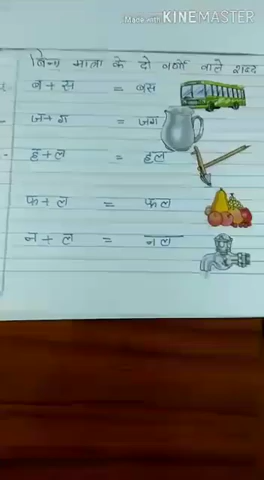 Made with KINEMASTER
बिना मात्रा के दो वर्णो वाले शब्द
ब + स = बस
ज + ग = जग
ह + ल = हल
फ + ल = फल
न + ल = नल